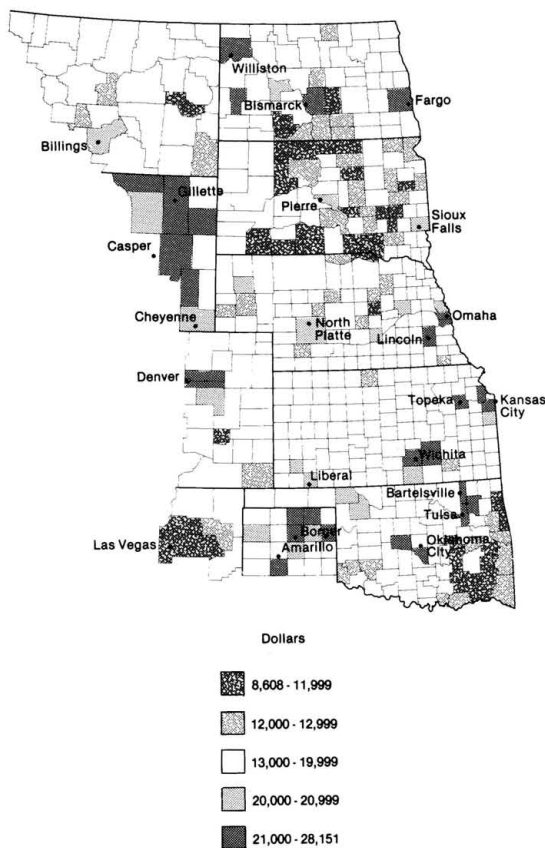 Williston
Bismarck
Fargo
Billings
Gillette
Pierre
Sioux
Falls
Casper
Cheyenne
North
Platte
Omaha
Lincoln
Denver
Topeka
Kansas
City
Wichita
Liberal
Bartelsville
Tulsa
Las Vegas
Borger
Amarillo
Oklahoma
City
Dollars
8,608 - 11,999
12,000 - 12,999
13,000 - 19,999
20,000 - 20,999
21,000 - 28,151